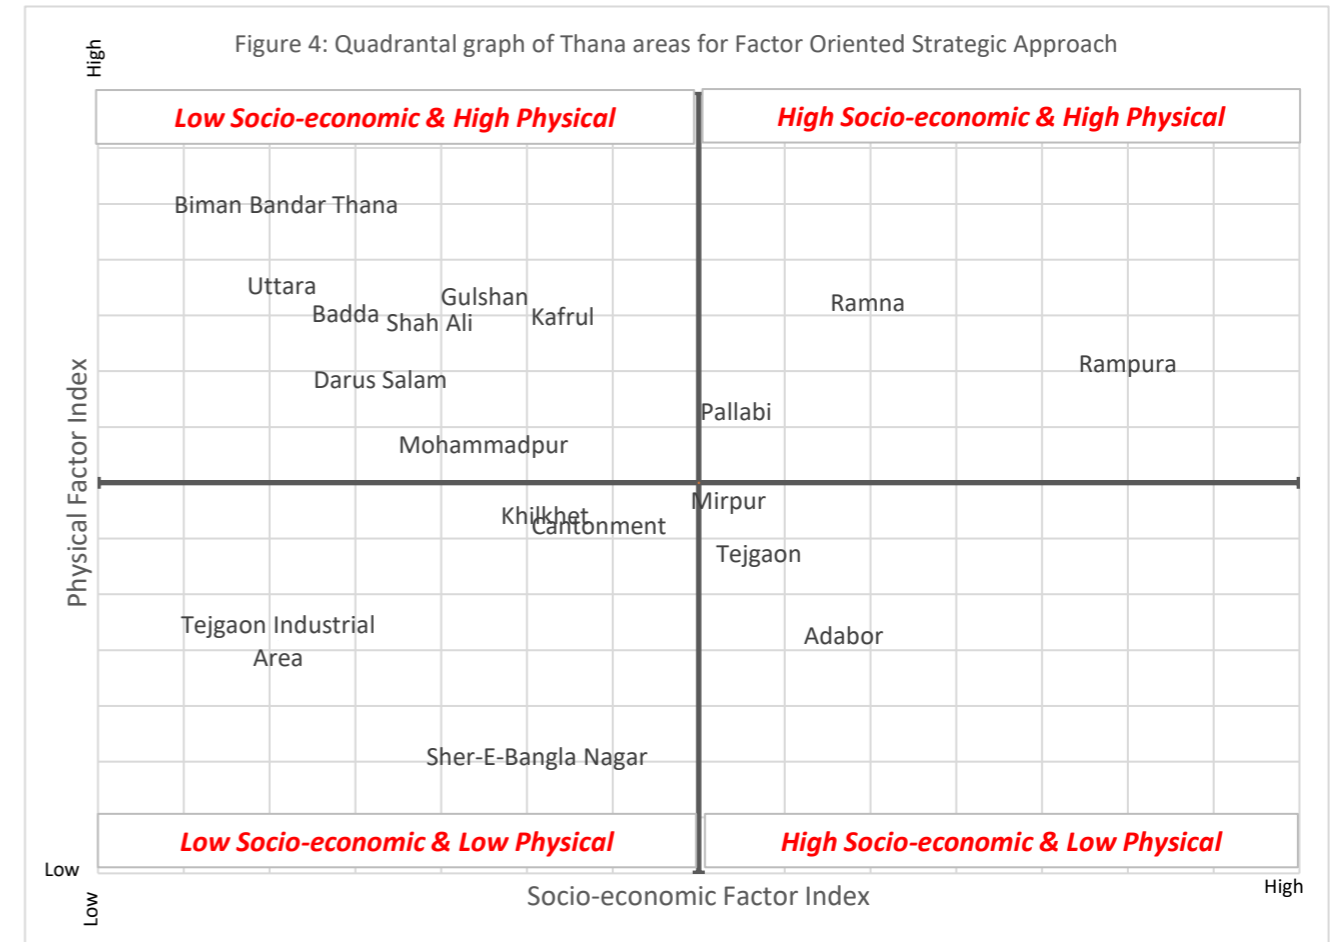 Figure 4: Quadrantal graph of Thana areas for Factor Oriented Strategic Approach
High
Low Socio-economic & High Physical
High Socio-economic & High Physical
Biman Bandar Thana
Uttara
Gulshan
Ramna
Badda
Shah Ali
Kafrul
Rampura
Darus Salam
Pallabi
Mohammadpur
Physical Factor Index
Mirpur
Khilkhet
Cantonment
Tejgaon
Tejgaon Industrial
Area
Adabor
Sher-E-Bangla Nagar
Low Socio-economic & Low Physical
High Socio-economic & Low Physical
Low
Low
Socio-economic Factor Index
High